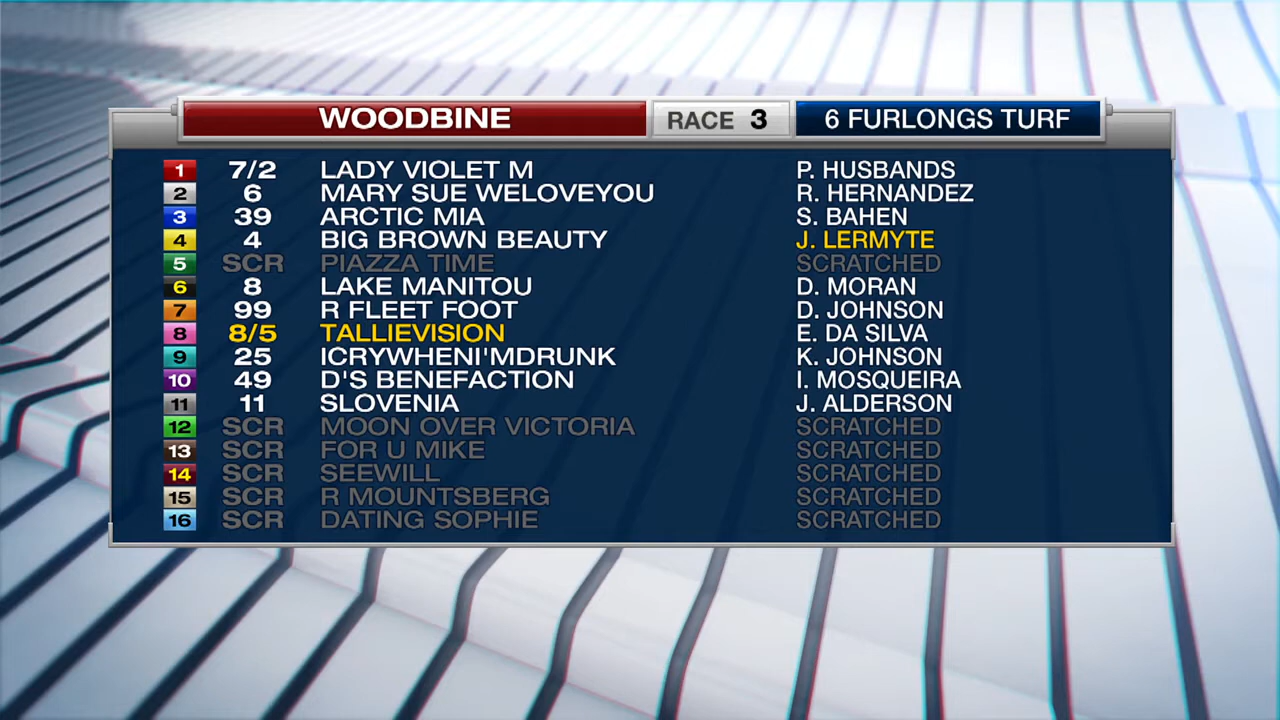 WOODBINE RACE 3 6 FURLONGS TURF
1 7/2 LADY VIOLET M P. HUSBANDS
2 6 MARY SUE WELOVEYOU R. HERNANDEZ
3 39 ARCTIC MIA S. BAHEN
4 4 BIG BROWN BEAUTY J. LERMYTE
5 SCR PIAZZA TIME SCRATCHED
6 8 LAKE MANITOU D. MORAN
7 99 R FLEET FOOT D. JOHNSON
8 8/5 TALLIEVISION E. DA SILVA
9 25 ICRYWHENI'MDRUNK K. JOHNSON
10 49 D'S BENEFACTION I. MOSQUEIRA
11 11 SLOVENIA J. ALDERSON
12 SCR MOON OVER VICTORIA SCRATCHED
13 SCR FOR U MIKE SCRATCHED
14 SCR SEEWILL SCRATCHED
15 SCR R MOUNTSBERG SCRATCHED
16 SCR DATING SOPHIE SCRATCHED